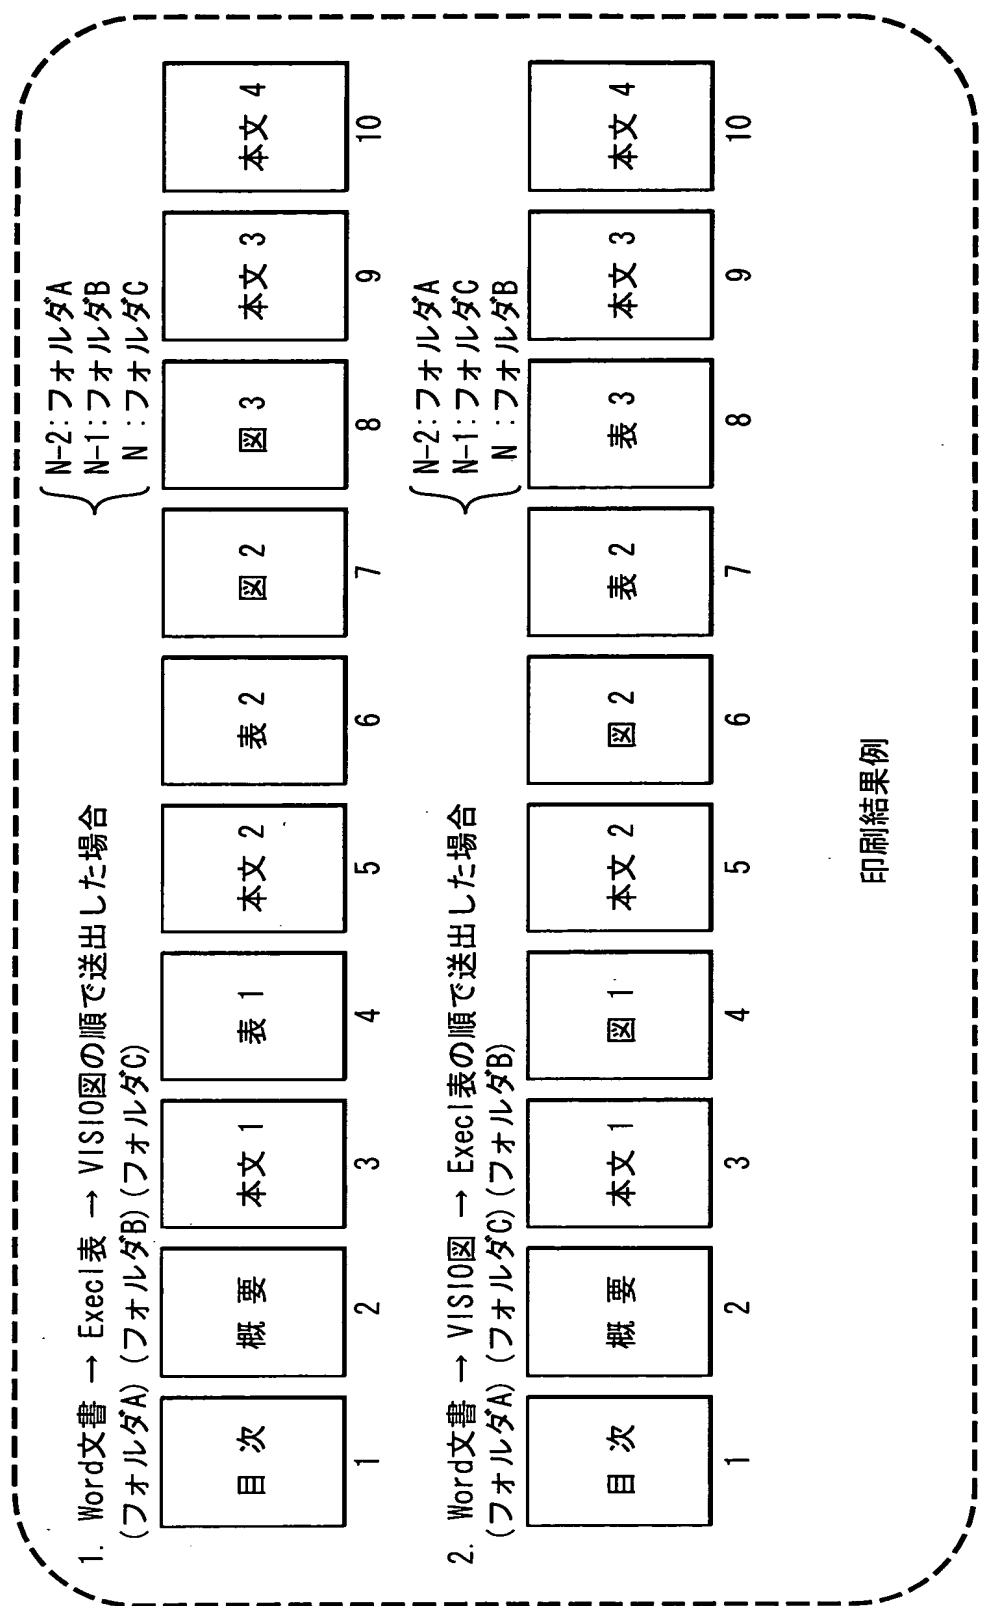 1. Word文書 → Execl表 → VISIO図の順で送出した場合
(フォルダA) (フォルダB) (フォルダC)
N-2:フォルダA
N-1:フォルダB
N :フォルダC
目 次
概 要
本文 1
表 1
本文 2
表 2
図 2
図 3
本文 3
本文 4
1 2 3 4 5 6 7 8 9 10
2. Word文書 → VISIO図 → Execl表の順で送出した場合
(フォルダA) (フォルダC) (フォルダB)
N-2:フォルダA
N-1:フォルダC
N :フォルダB
目 次
概 要
本文 1
図 1
本文 2
図 2
表 2
表 3
本文 3
本文 4
1 2 3 4 5 6 7 8 9 10
印刷結果例